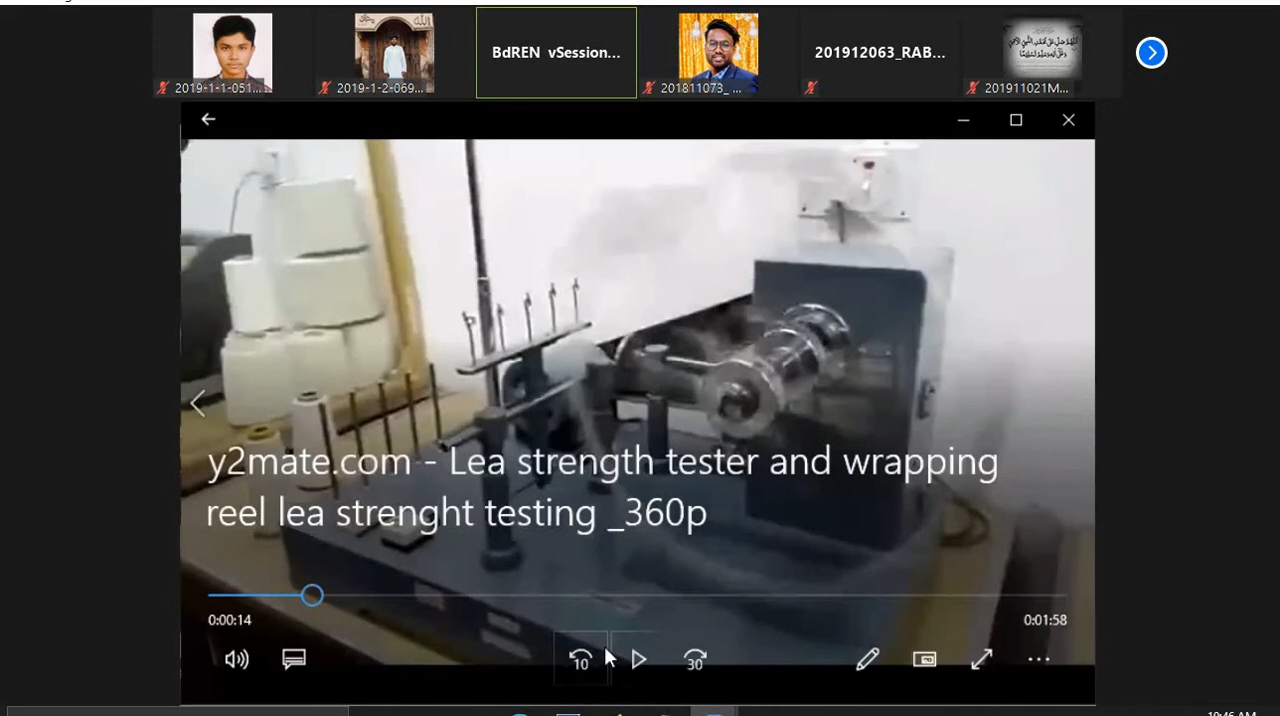 2019-1-1-051...
2019-1-2-069...
BdREN vSession...
201811073_ ...
201912063_RAB...
201912063_RAB...
201911021M...
y2mate.com - Lea strength tester and wrapping
reel lea strenght testing _360p
0:00:14
0:01:58
10
30